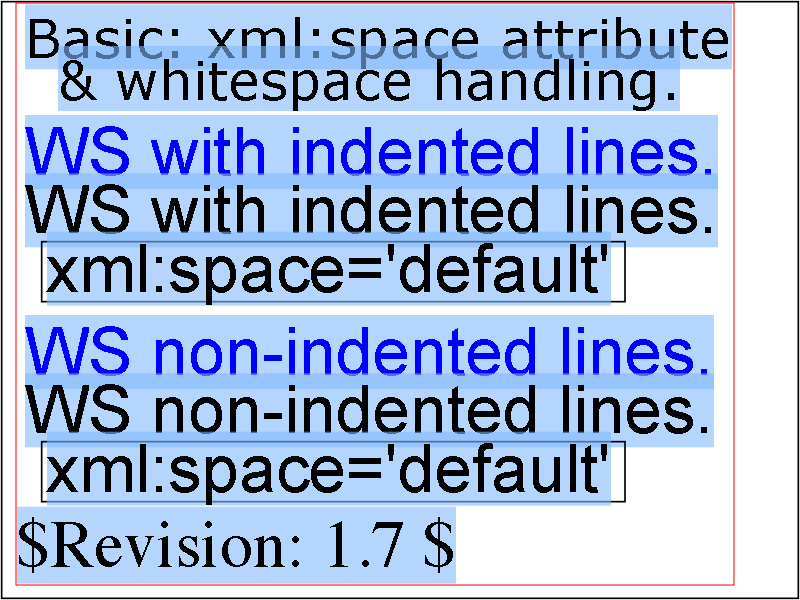 Basic: xml:space attribute
& whitespace handling.
WS with indented lines.
WS with indented lines.
xml:space='default'
WS non-indented lines.
WS non-indented lines.
xml:space='default'
$Revision: 1.7 $